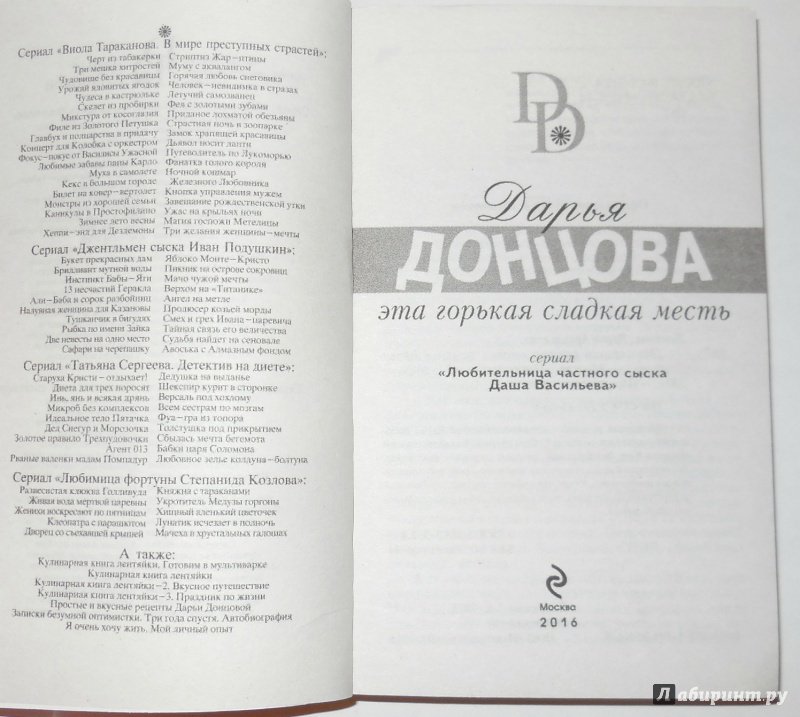 Сериал «Виола Тараканова. В мире преступных страстей»:
Черт из табакерки Стриптиз Жар-птицы
Три мешка хитростей Муму с аквалангом
Чудовище без красавицы Горячая любовь снеговика
Урожай ядовитых ягодок Человек-невидимка в стразах
Чудеса в кастрюльке Летучий самозванец
Скелет из пробирки Фея с золотыми зубами
Микстура от косоглазия Приданое лохматой обезьяны
Филе из Золотого Петушка Страстная ночь в зоопарке
Главбух и полцарства в придачу Замок храпящей красавицы
Концерт для Колобка с оркестром Дьявол носит лапти
Фокус-покус от Василисы Ужасной Путеводитель по Лукоморью
Любимые забавы папы Карло Фанатка голого короля
Муха в самолете Ночной кошмар
Кекс в большом городе Железного Любовника
Билет на ковер-вертолет Кнопка управления мужем
Монстры из хорошей семьи Завещание рождественской утки
Каникулы в Простофилино Ужас на крыльях ночи
Зимнее лето весны Магия госпожи Метелицы
Хеппи-энд для Дездемоны Три желания женщины-мечты
Сериал «Джентльмен сыска Иван Подушкин»:
Букет прекрасных дам Яблоко Монте-Кристо
Бриллиант мутной воды Пикник на острове сокровищ
Инстинкт Бабы-Яги Мачо чужой мечты
13 несчастий Геракла Верхом на «Титанике»
Али-Баба и сорок разбойниц Ангел на метле
Надувная женщина для Казановы Продюсер козьей морды
Тушканчик в бигудях Смех и грех Ивана-царевича
Рыбка по имени Зайка Тайная связь его величества
Две невесты на одно место Судьба найдет на сеновале
Сафари на черепашку Авоська с Алмазным фондом
Сериал «Татьяна Сергеева. Детектив на диете»:
Старуха Кристи – отдыхает! Дедушка на выданье
Диета для трех поросят Шекспир курит в сторонке
Инь, янь и всякая дрянь Версаль под хохлому
Микроб без комплексов Всем сестрам по мозгам
Идеальное тело Пятачка Фуа-гра из топора
Дед Снегур и Морозочка Толстушка под прикрытием
Золотое правило Трехпудовочки Сбылась мечта бегемота
Агент 013 Бабки царя Соломона
Рваные валенки мадам Помпадур Любовное зелье колдуна-болтуна
Сериал «Любимица фортуны Степанида Козлова»:
Развесистая клюква Голливуда Княжна с тараканами
Живая вода мертвой царевны Укротитель Медузы горгоны
Женихи воскресают по пятницам Хищный аленький цветочек
Клеопатра с парашютом Лунатик исчезает в полночь
Дворец со съехавшей крышей Мачеха в хрустальных галошах
А также:
Кулинарная книга лентяйки. Готовим в мультиварке
Кулинарная книга лентяйки
Кулинарная книга лентяйки-2. Вкусное путешествие
Кулинарная книга лентяйки-3. Праздник по жизни
Простые и вкусные рецепты Дарьи Донцовой
Записки безумной оптимистки. Три года спустя. Автобиография
Я очень хочу жить. Мой личный опыт
DD
Дарья
ДОНЦОВА
эта горькая сладкая месть
сериал
«Любительница частного сыска
Даша Васильева»
Москва
2016
Лабиринт.ру